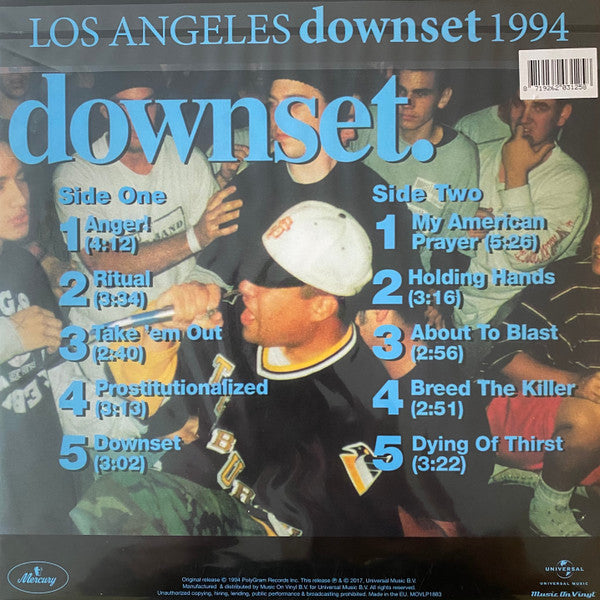 LOS ANGELES downset 1994
8 719262 031258
downset.
Side One
1 Anger!
(4:12)
2 Ritual
(3:34)
3 Take 'em Out
(2:40)
4 Prostitutionalized
(3:13)
5 Downset
(3:02)
Side Two
1 My American
Prayer (5:26)
2 Holding Hands
(3:16)
3 About To Blast
(2:56)
4 Breed The Killer
(2:51)
5 Dying Of Thirst
(3:22)
Mercury
Original release © 1994 PolyGram Records Inc. This release ℗ & © 2017, Universal Music B.V.
Manufactured & distributed by Music On Vinyl B.V. for Universal Music B.V. All rights reserved.
Unauthorized copying, hiring, lending, public performance & broadcasting prohibited. Made in the EU. MOVLP1883
UNIVERSAL
UNIVERSAL MUSIC
Music On Vinyl